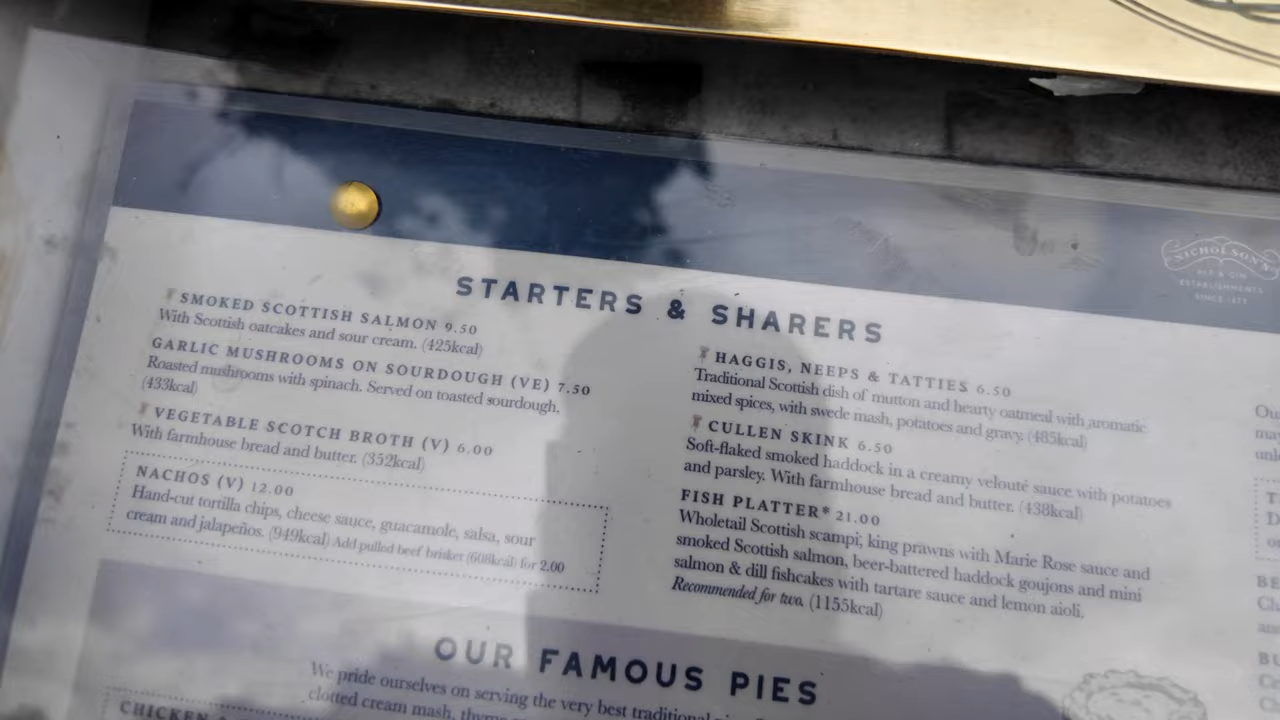 NICHOLSON'S
ALE & GIN
ESTABLISHMENTS
SINCE 1873
STARTERS & SHARERS
SMOKED SCOTTISH SALMON 9.50
With Scottish oatcakes and sour cream. (425kcal)
GARLIC MUSHROOMS ON SOURDOUGH (VE) 7.50
Roasted mushrooms with spinach. Served on toasted sourdough.
(433kcal)
VEGETABLE SCOTCH BROTH (V) 6.00
With farmhouse bread and butter. (352kcal)
NACHOS (V) 12.00
Hand-cut tortilla chips, cheese sauce, guacamole, salsa, sour
cream and jalapeños. (949kcal) Add pulled beef brisket (608kcal) for 2.00
HAGGIS, NEEPS & TATTIES 6.50
Traditional Scottish dish of mutton and hearty oatmeal with aromatic
mixed spices, with swede mash, potatoes and gravy. (485kcal)
CULLEN SKINK 6.50
Soft-flaked smoked haddock in a creamy velouté sauce with potatoes
and parsley. With farmhouse bread and butter. (438kcal)
FISH PLATTER* 21.00
Wholetail Scottish scampi; king prawns with Marie Rose sauce and
smoked Scottish salmon, beer-battered haddock goujons and mini
salmon & dill fishcakes with tartare sauce and lemon aioli.
Recommended for two. (1155kcal)
OUR FAMOUS PIES
We pride ourselves on serving the very best traditional
clotted cream mash,
CHICKEN